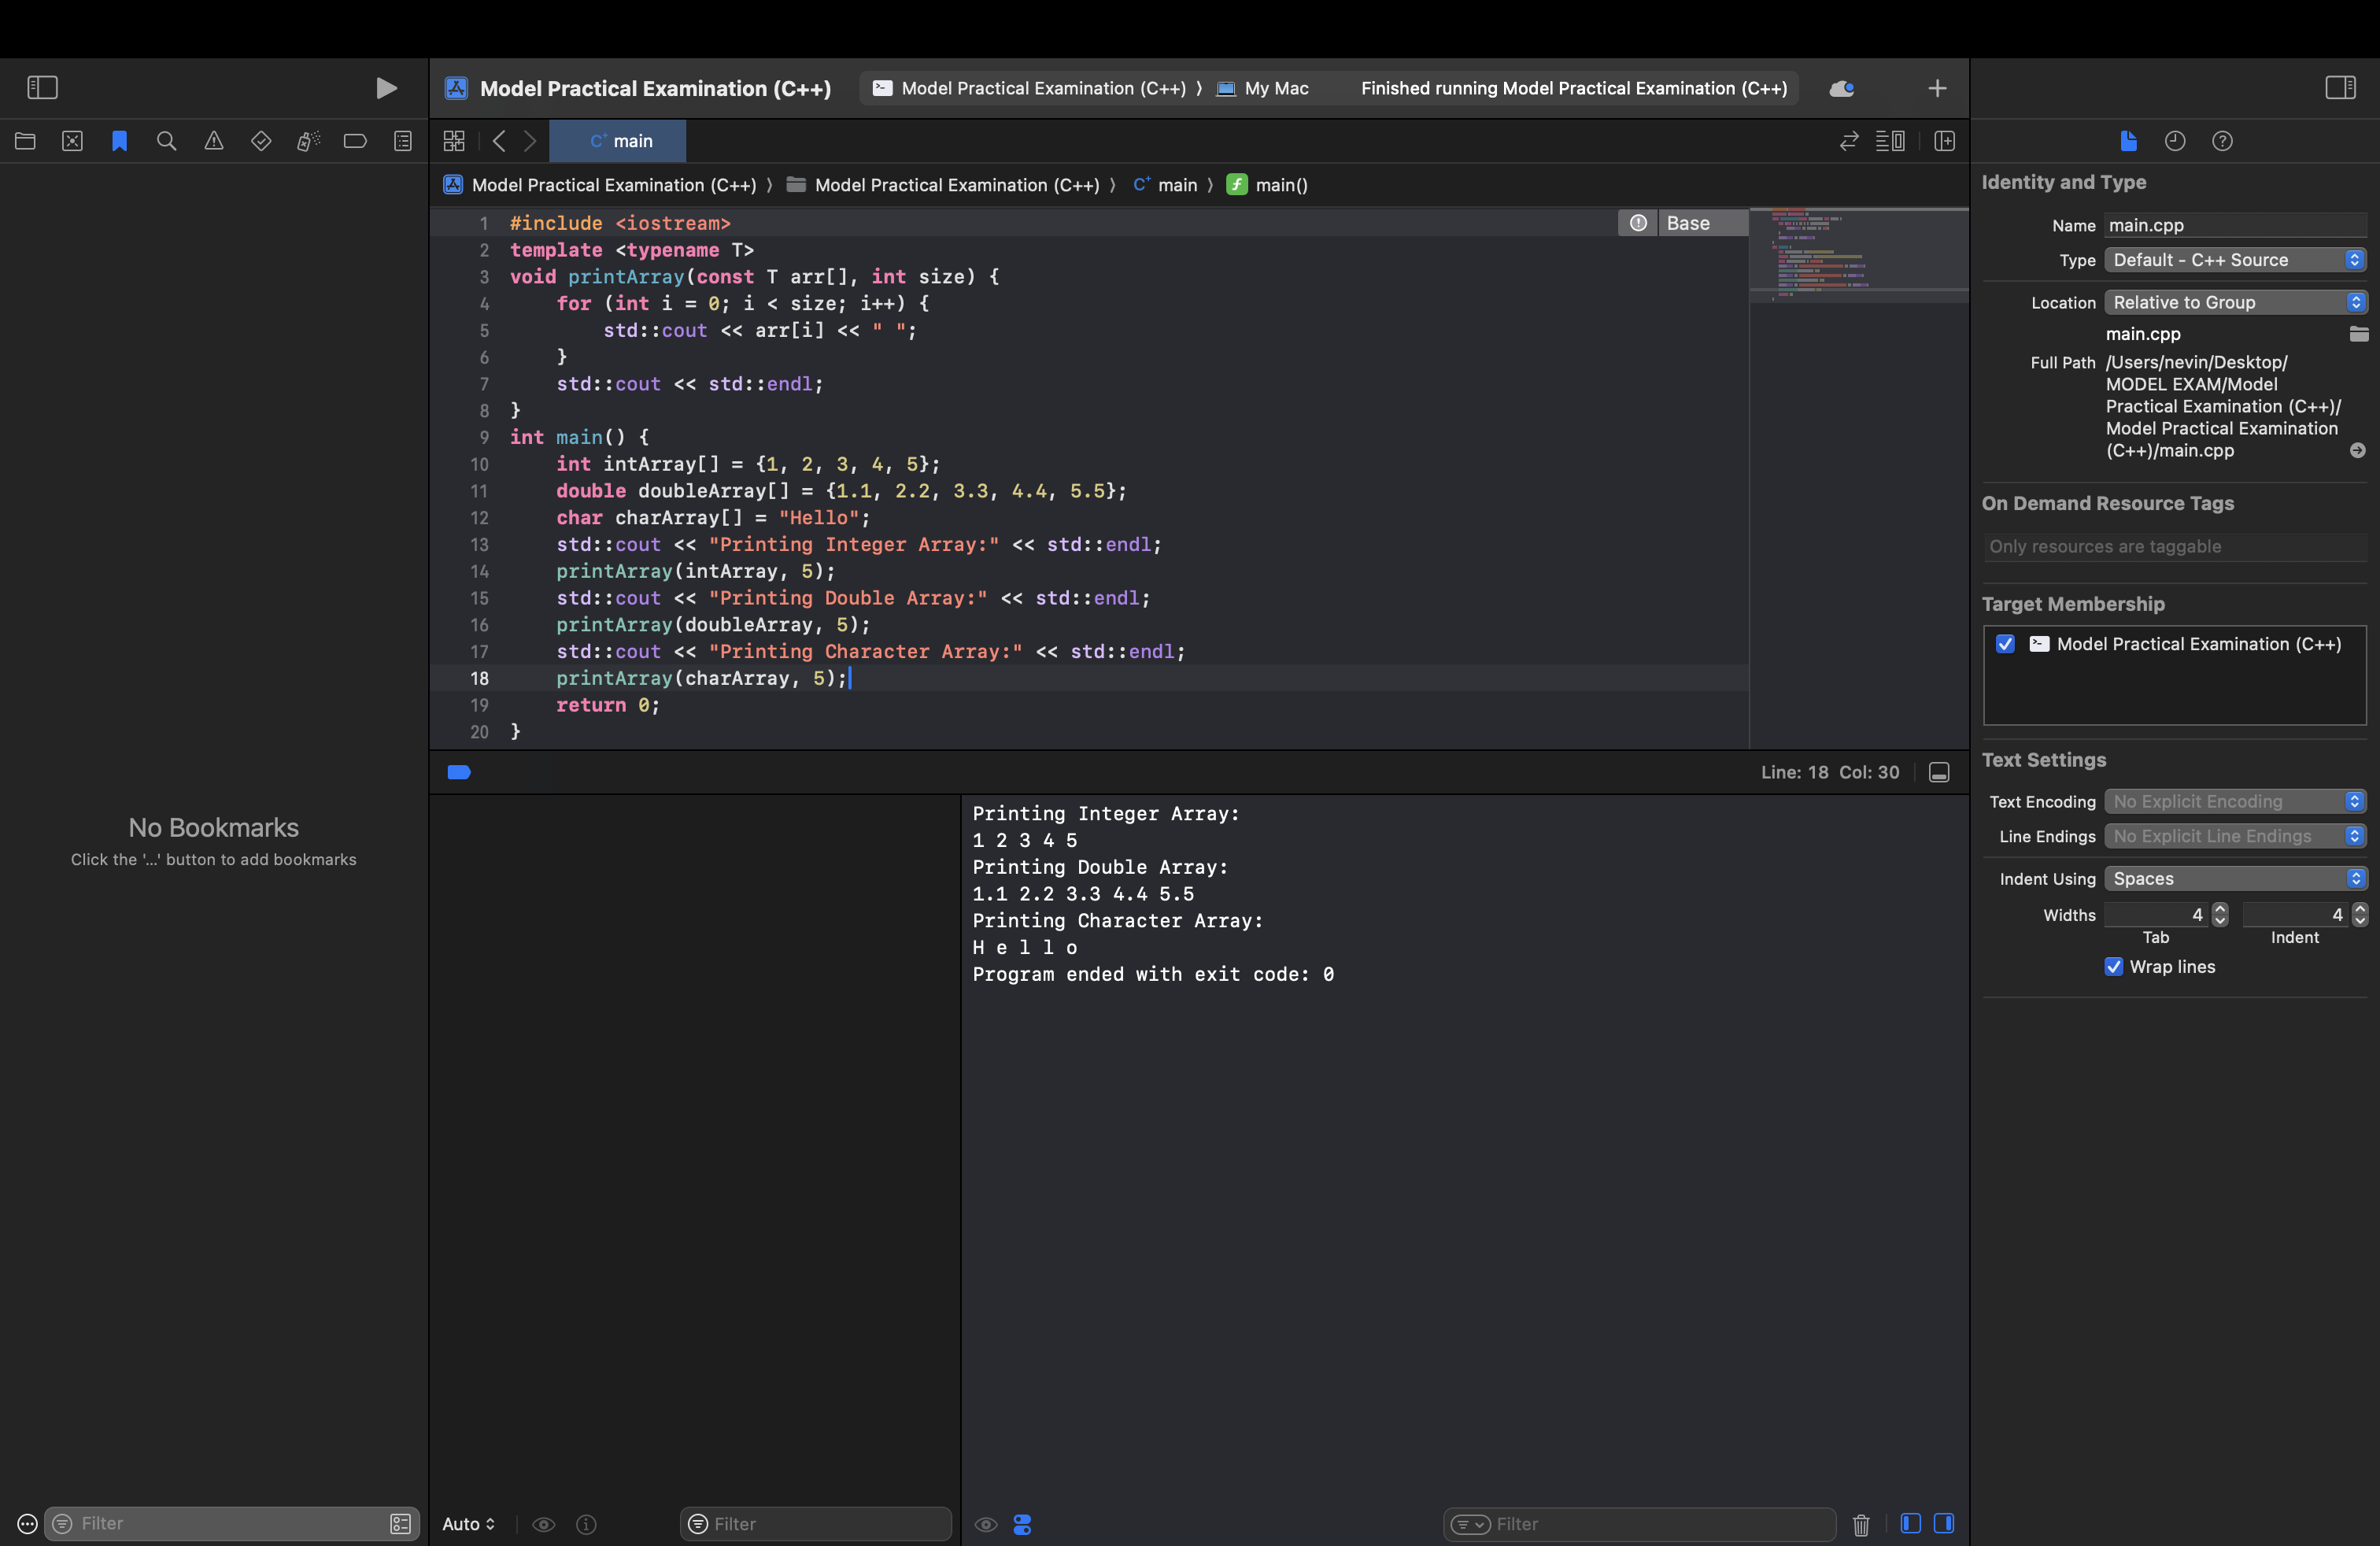 Model Practical Examination (C++)
Model Practical Examination (C++) ⟩ My Mac
Finished running Model Practical Examination (C++)
main
Model Practical Examination (C++) ⟩ Model Practical Examination (C++) ⟩ main ⟩ main()
No Bookmarks
Click the '...' button to add bookmarks
Filter
1 #include <iostream>
Base
2 template <typename T>
3 void printArray(const T arr[], int size) {
4     for (int i = 0; i < size; i++) {
5         std::cout << arr[i] << " ";
6     }
7     std::cout << std::endl;
8 }
9 int main() {
10     int intArray[] = {1, 2, 3, 4, 5};
11     double doubleArray[] = {1.1, 2.2, 3.3, 4.4, 5.5};
12     char charArray[] = "Hello";
13     std::cout << "Printing Integer Array:" << std::endl;
14     printArray(intArray, 5);
15     std::cout << "Printing Double Array:" << std::endl;
16     printArray(doubleArray, 5);
17     std::cout << "Printing Character Array:" << std::endl;
18     printArray(charArray, 5);
19     return 0;
20 }
Line: 18 Col: 30
Printing Integer Array:
1 2 3 4 5
Printing Double Array:
1.1 2.2 3.3 4.4 5.5
Printing Character Array:
H e l l o
Program ended with exit code: 0
Auto
Filter
Filter
Identity and Type
Name main.cpp
Type Default - C++ Source
Location Relative to Group
main.cpp
Full Path /Users/nevin/Desktop/
MODEL EXAM/Model
Practical Examination (C++)/
Model Practical Examination
(C++)/main.cpp
On Demand Resource Tags
Only resources are taggable
Target Membership
Model Practical Examination (C++)
Text Settings
Text Encoding No Explicit Encoding
Line Endings No Explicit Line Endings
Indent Using Spaces
Widths 4 4
Tab Indent
Wrap lines